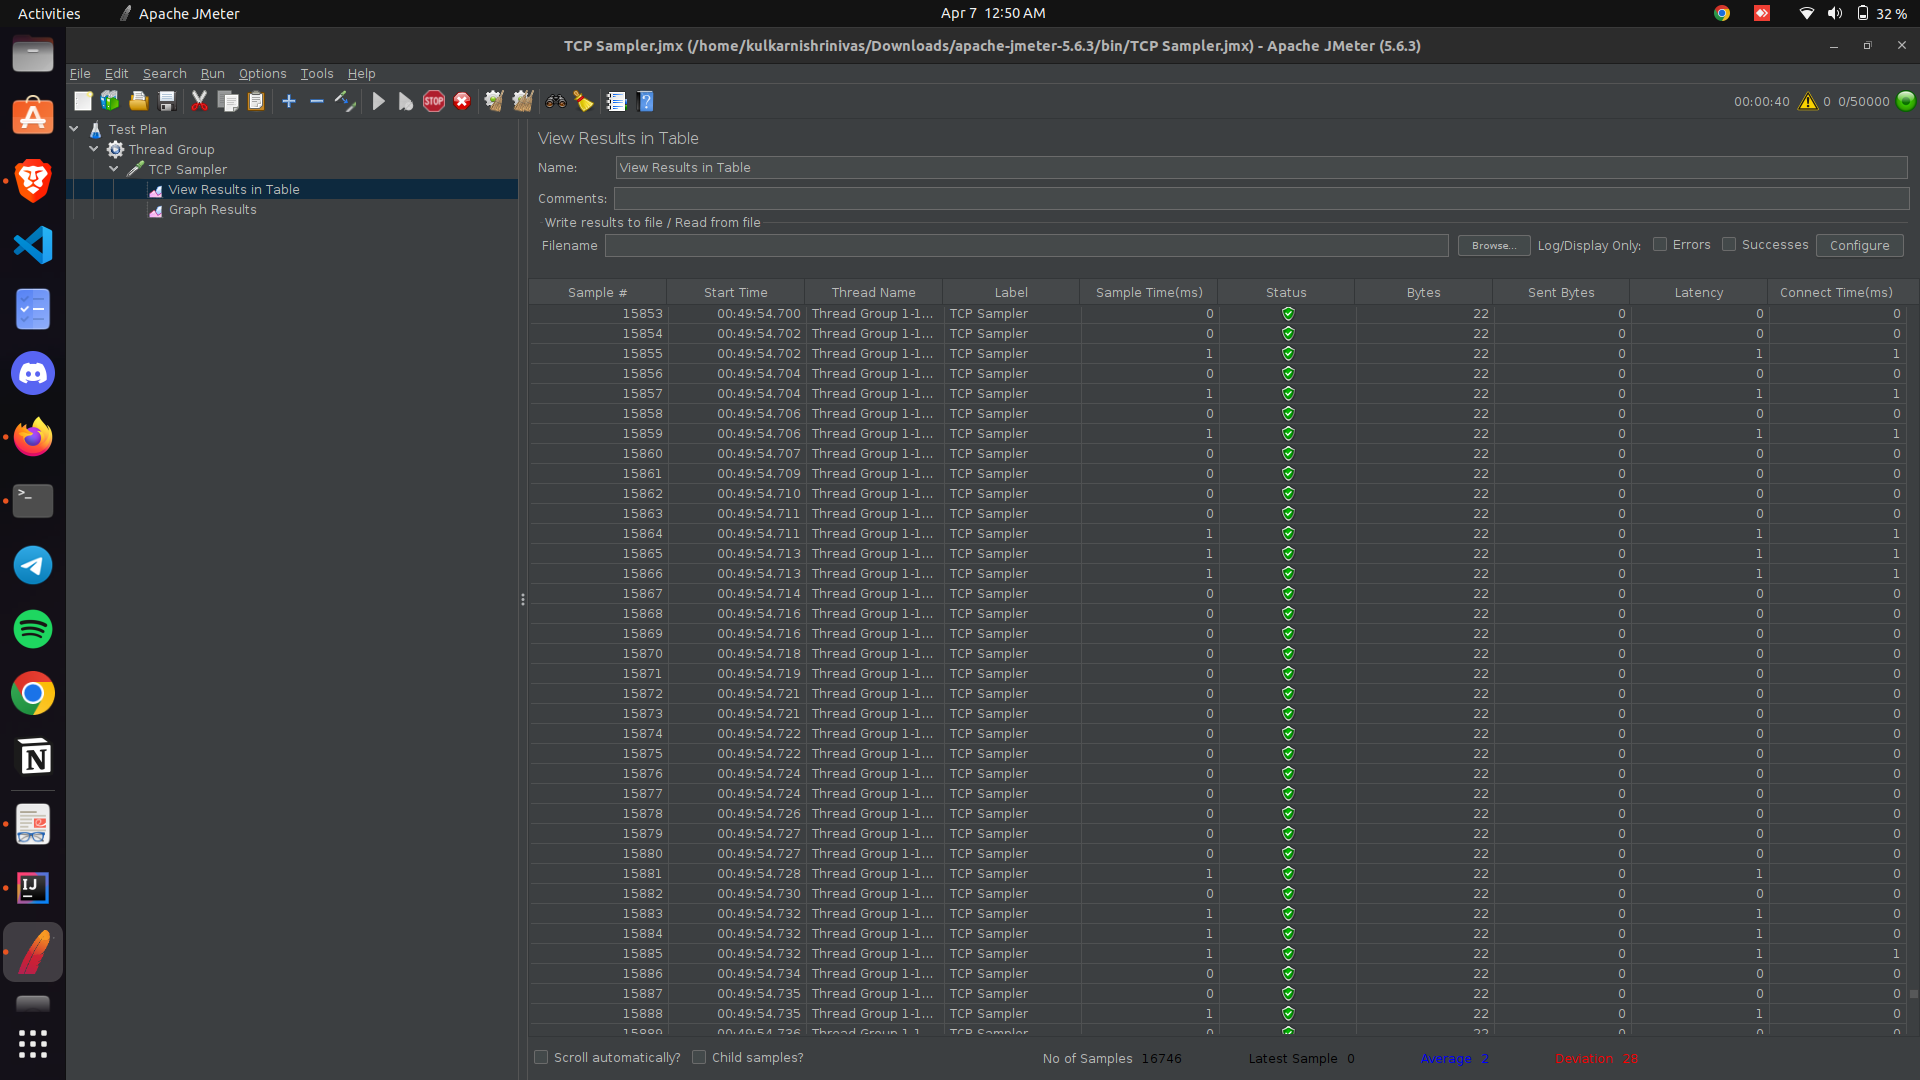 Activities Apache JMeter Apr 7 12:50 AM 32 %
TCP Sampler.jmx (/home/kulkarnishrinivas/Downloads/apache-jmeter-5.6.3/bin/TCP Sampler.jmx) - Apache JMeter (5.6.3)
File Edit Search Run Options Tools Help
STOP 00:00:40 0 0/50000
Test Plan
Thread Group
TCP Sampler
View Results in Table
Graph Results
View Results in Table
Name: View Results in Table
Comments:
Write results to file / Read from file
Filename Browse... Log/Display Only: Errors Successes Configure
Sample # Start Time Thread Name Label Sample Time(ms) Status Bytes Sent Bytes Latency Connect Time(ms)
15853 00:49:54.700 Thread Group 1-1... TCP Sampler 0 22 0 0 0
15854 00:49:54.702 Thread Group 1-1... TCP Sampler 0 22 0 0 0
15855 00:49:54.702 Thread Group 1-1... TCP Sampler 1 22 0 1 1
15856 00:49:54.704 Thread Group 1-1... TCP Sampler 0 22 0 0 0
15857 00:49:54.704 Thread Group 1-1... TCP Sampler 1 22 0 1 1
15858 00:49:54.706 Thread Group 1-1... TCP Sampler 0 22 0 0 0
15859 00:49:54.706 Thread Group 1-1... TCP Sampler 1 22 0 1 1
15860 00:49:54.707 Thread Group 1-1... TCP Sampler 0 22 0 0 0
15861 00:49:54.709 Thread Group 1-1... TCP Sampler 0 22 0 0 0
15862 00:49:54.710 Thread Group 1-1... TCP Sampler 0 22 0 0 0
15863 00:49:54.711 Thread Group 1-1... TCP Sampler 0 22 0 0 0
15864 00:49:54.711 Thread Group 1-1... TCP Sampler 1 22 0 1 1
15865 00:49:54.713 Thread Group 1-1... TCP Sampler 1 22 0 1 1
15866 00:49:54.713 Thread Group 1-1... TCP Sampler 1 22 0 1 1
15867 00:49:54.714 Thread Group 1-1... TCP Sampler 0 22 0 0 0
15868 00:49:54.716 Thread Group 1-1... TCP Sampler 0 22 0 0 0
15869 00:49:54.716 Thread Group 1-1... TCP Sampler 0 22 0 0 0
15870 00:49:54.718 Thread Group 1-1... TCP Sampler 0 22 0 0 0
15871 00:49:54.719 Thread Group 1-1... TCP Sampler 0 22 0 0 0
15872 00:49:54.721 Thread Group 1-1... TCP Sampler 0 22 0 0 0
15873 00:49:54.721 Thread Group 1-1... TCP Sampler 0 22 0 0 0
15874 00:49:54.722 Thread Group 1-1... TCP Sampler 0 22 0 0 0
15875 00:49:54.722 Thread Group 1-1... TCP Sampler 0 22 0 0 0
15876 00:49:54.724 Thread Group 1-1... TCP Sampler 0 22 0 0 0
15877 00:49:54.724 Thread Group 1-1... TCP Sampler 0 22 0 0 0
15878 00:49:54.726 Thread Group 1-1... TCP Sampler 0 22 0 0 0
15879 00:49:54.727 Thread Group 1-1... TCP Sampler 0 22 0 0 0
15880 00:49:54.727 Thread Group 1-1... TCP Sampler 0 22 0 0 0
15881 00:49:54.728 Thread Group 1-1... TCP Sampler 1 22 0 1 0
15882 00:49:54.730 Thread Group 1-1... TCP Sampler 0 22 0 0 0
15883 00:49:54.732 Thread Group 1-1... TCP Sampler 1 22 0 1 0
15884 00:49:54.732 Thread Group 1-1... TCP Sampler 1 22 0 1 0
15885 00:49:54.732 Thread Group 1-1... TCP Sampler 1 22 0 1 1
15886 00:49:54.734 Thread Group 1-1... TCP Sampler 0 22 0 0 0
15887 00:49:54.735 Thread Group 1-1... TCP Sampler 0 22 0 0 0
15888 00:49:54.735 Thread Group 1-1... TCP Sampler 1 22 0 1 0
15889 00:49:54.736 Thread Group 1-1... TCP Sampler 0 22 0 0 0
Scroll automatically? Child samples? No of Samples 16746 Latest Sample 0 Average 2 Deviation 28